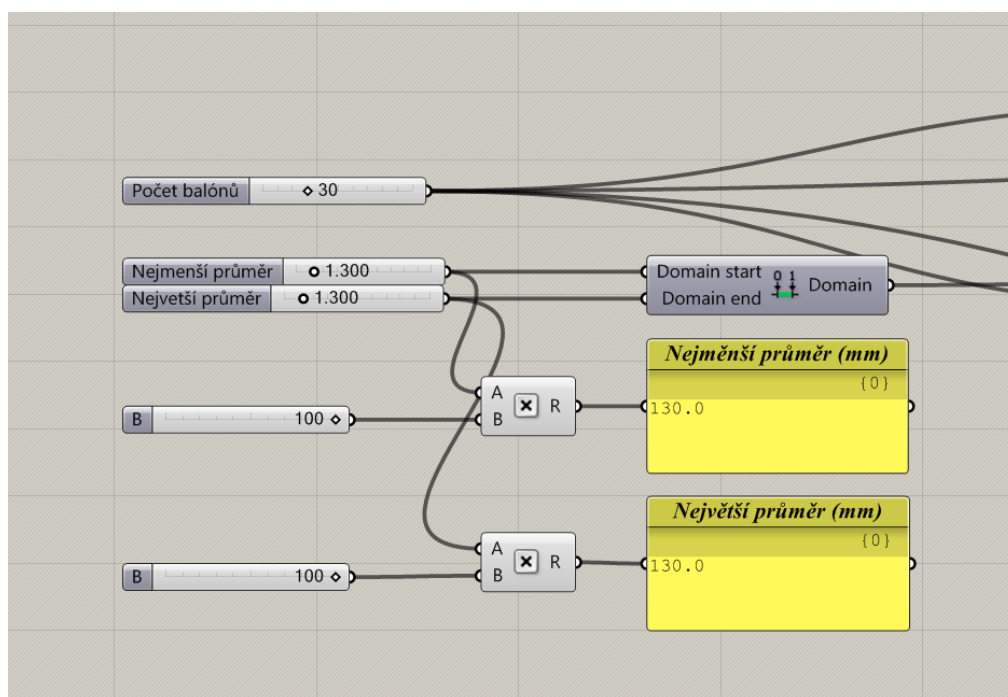 Počet balónů 30
Nejmenší průměr 1.300
Nejvetší průměr 1.300
Domain start
Domain end
0 1
Domain
Nejměnší průměr (mm)
{0}
130.0
A
B
R
B 100
Největší průměr (mm)
{0}
130.0
A
B
R
B 100